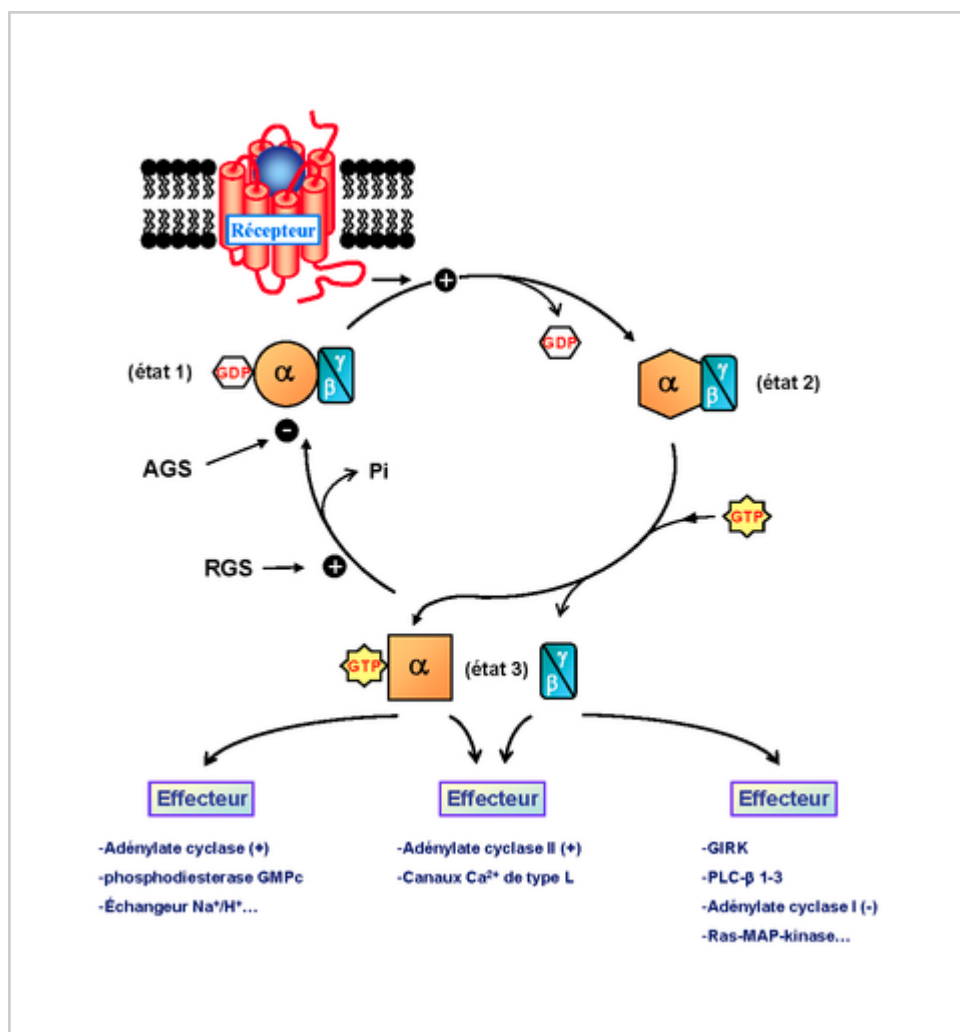 Récepteur
+
GDP
(état 1)
GDP
α
γ
β
α
γ
β
(état 2)
-
AGS
Pi
GTP
RGS
+
GTP
α
(état 3)
γ
β
Effecteur
-Adénylate cyclase (+)
-phosphodiesterase GMPc
-Échangeur Na⁺/H⁺...
Effecteur
-Adénylate cyclase II (+)
-Canaux Ca²⁺ de type L
Effecteur
-GIRK
-PLC-β 1-3
-Adénylate cyclase I (-)
-Ras-MAP-kinase...